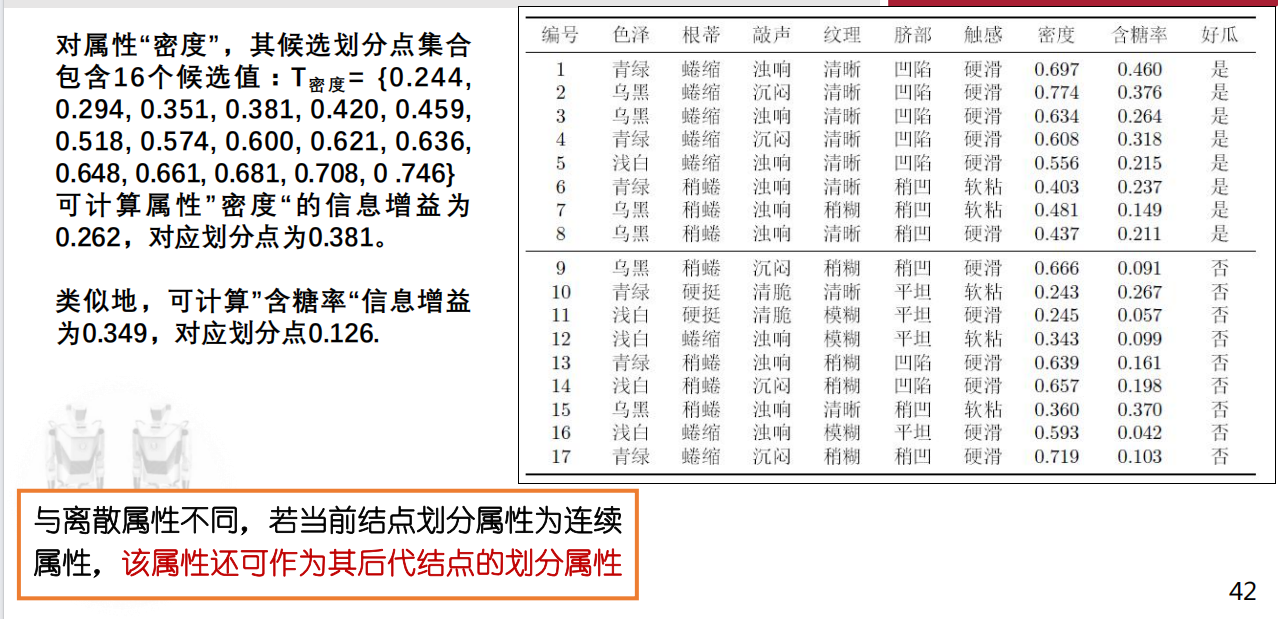 对属性“密度”，其候选划分点集合
包含16个候选值：T密度= {0.244,
0.294, 0.351, 0.381, 0.420, 0.459,
0.518, 0.574, 0.600, 0.621, 0.636,
0.648, 0.661, 0.681, 0.708, 0 .746}
可计算属性”密度“的信息增益为
0.262，对应划分点为0.381。
类似地，可计算”含糖率“信息增益
为0.349，对应划分点0.126.
编号 色泽 根蒂 敲声 纹理 脐部 触感 密度 含糖率 好瓜
1 青绿 蜷缩 浊响 清晰 凹陷 硬滑 0.697 0.460 是
2 乌黑 蜷缩 沉闷 清晰 凹陷 硬滑 0.774 0.376 是
3 乌黑 蜷缩 浊响 清晰 凹陷 硬滑 0.634 0.264 是
4 青绿 蜷缩 沉闷 清晰 凹陷 硬滑 0.608 0.318 是
5 浅白 蜷缩 浊响 清晰 凹陷 硬滑 0.556 0.215 是
6 青绿 稍蜷 浊响 清晰 稍凹 软粘 0.403 0.237 是
7 乌黑 稍蜷 浊响 稍糊 稍凹 软粘 0.481 0.149 是
8 乌黑 稍蜷 浊响 清晰 稍凹 硬滑 0.437 0.211 是
9 乌黑 稍蜷 沉闷 稍糊 稍凹 硬滑 0.666 0.091 否
10 青绿 硬挺 清脆 清晰 平坦 软粘 0.243 0.267 否
11 浅白 硬挺 清脆 模糊 平坦 硬滑 0.245 0.057 否
12 浅白 蜷缩 浊响 模糊 平坦 软粘 0.343 0.099 否
13 青绿 稍蜷 浊响 稍糊 凹陷 硬滑 0.639 0.161 否
14 浅白 稍蜷 沉闷 稍糊 凹陷 硬滑 0.657 0.198 否
15 乌黑 稍蜷 浊响 清晰 稍凹 软粘 0.360 0.370 否
16 浅白 蜷缩 浊响 模糊 平坦 硬滑 0.593 0.042 否
17 青绿 蜷缩 沉闷 稍糊 稍凹 硬滑 0.719 0.103 否
与离散属性不同，若当前结点划分属性为连续
属性，该属性还可作为其后代结点的划分属性
42